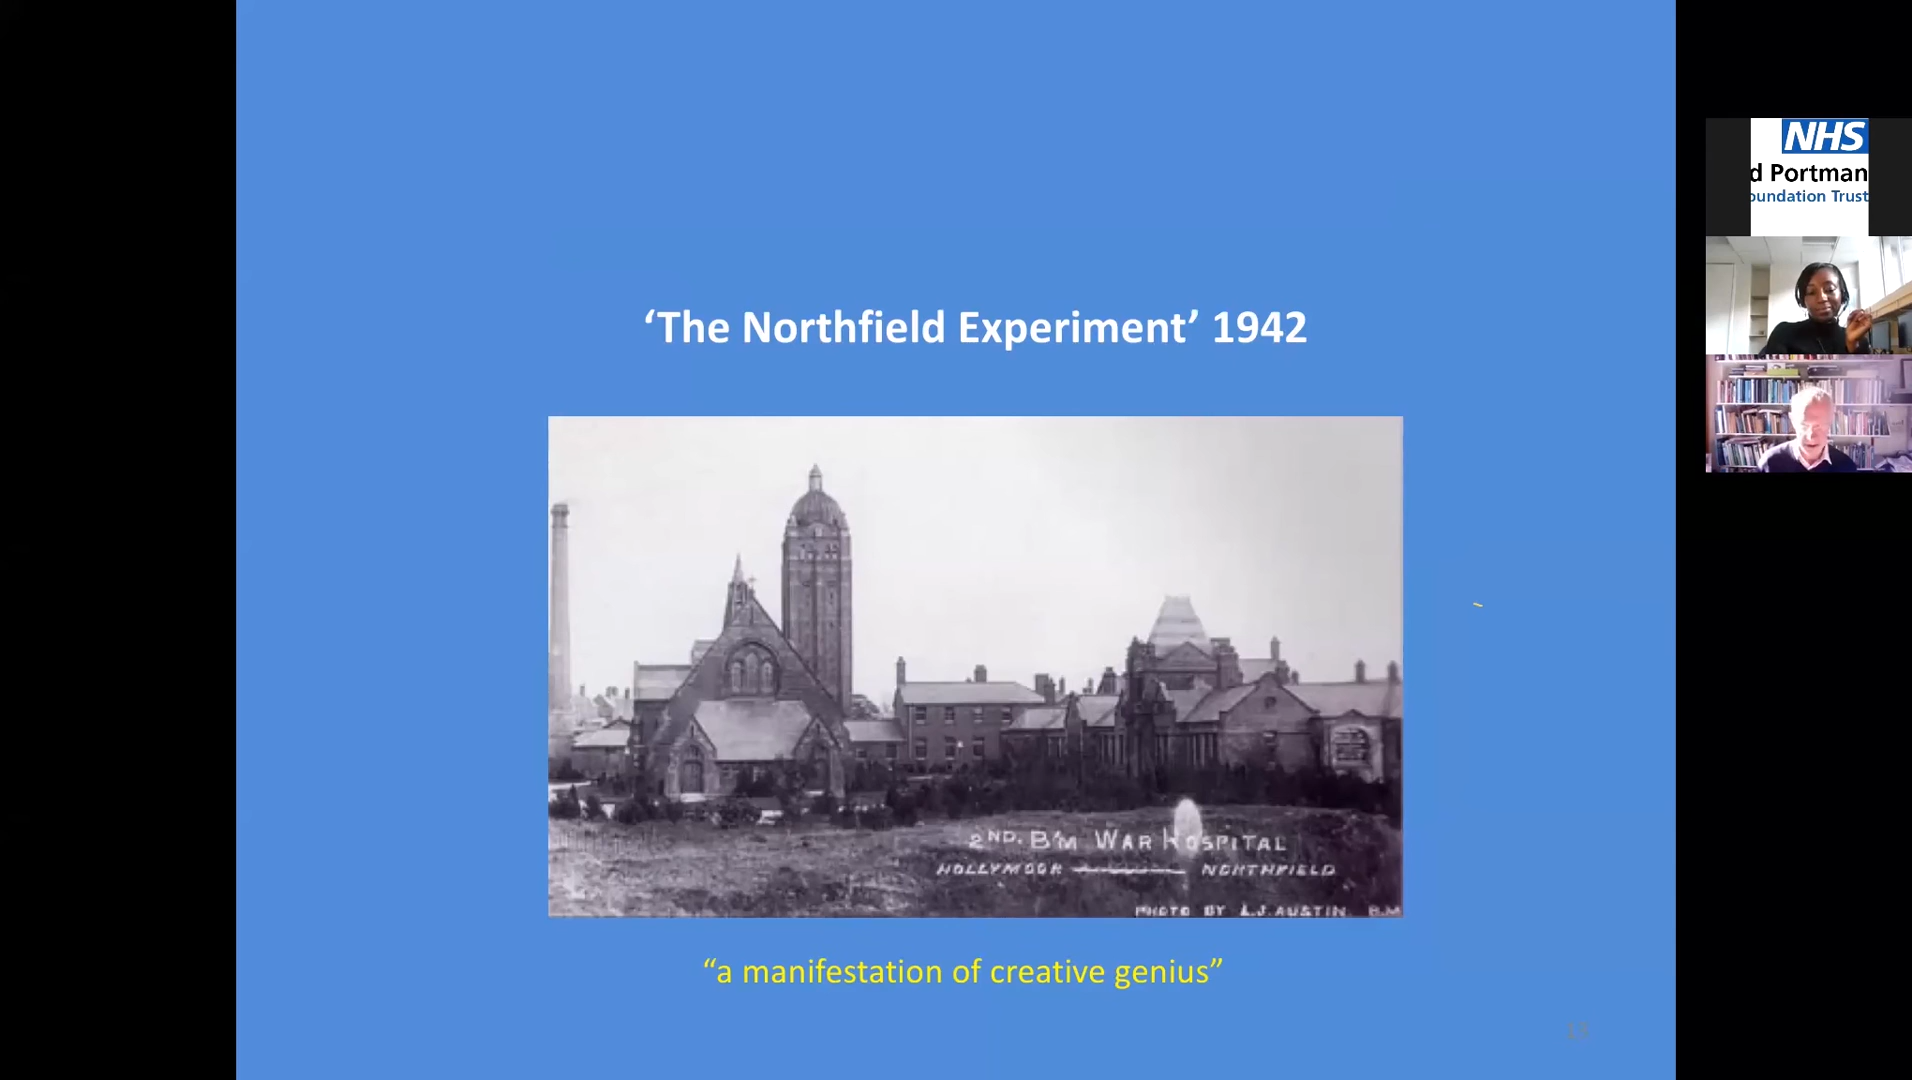 ‘The Northfield Experiment’ 1942
2ND. B'M WAR HOSPITAL
HOLLYMOOR NORTHFIELD
PHOTO BY L.J. AUSTIN B.M
“a manifestation of creative genius”
NHS
d Portman
oundation Trust